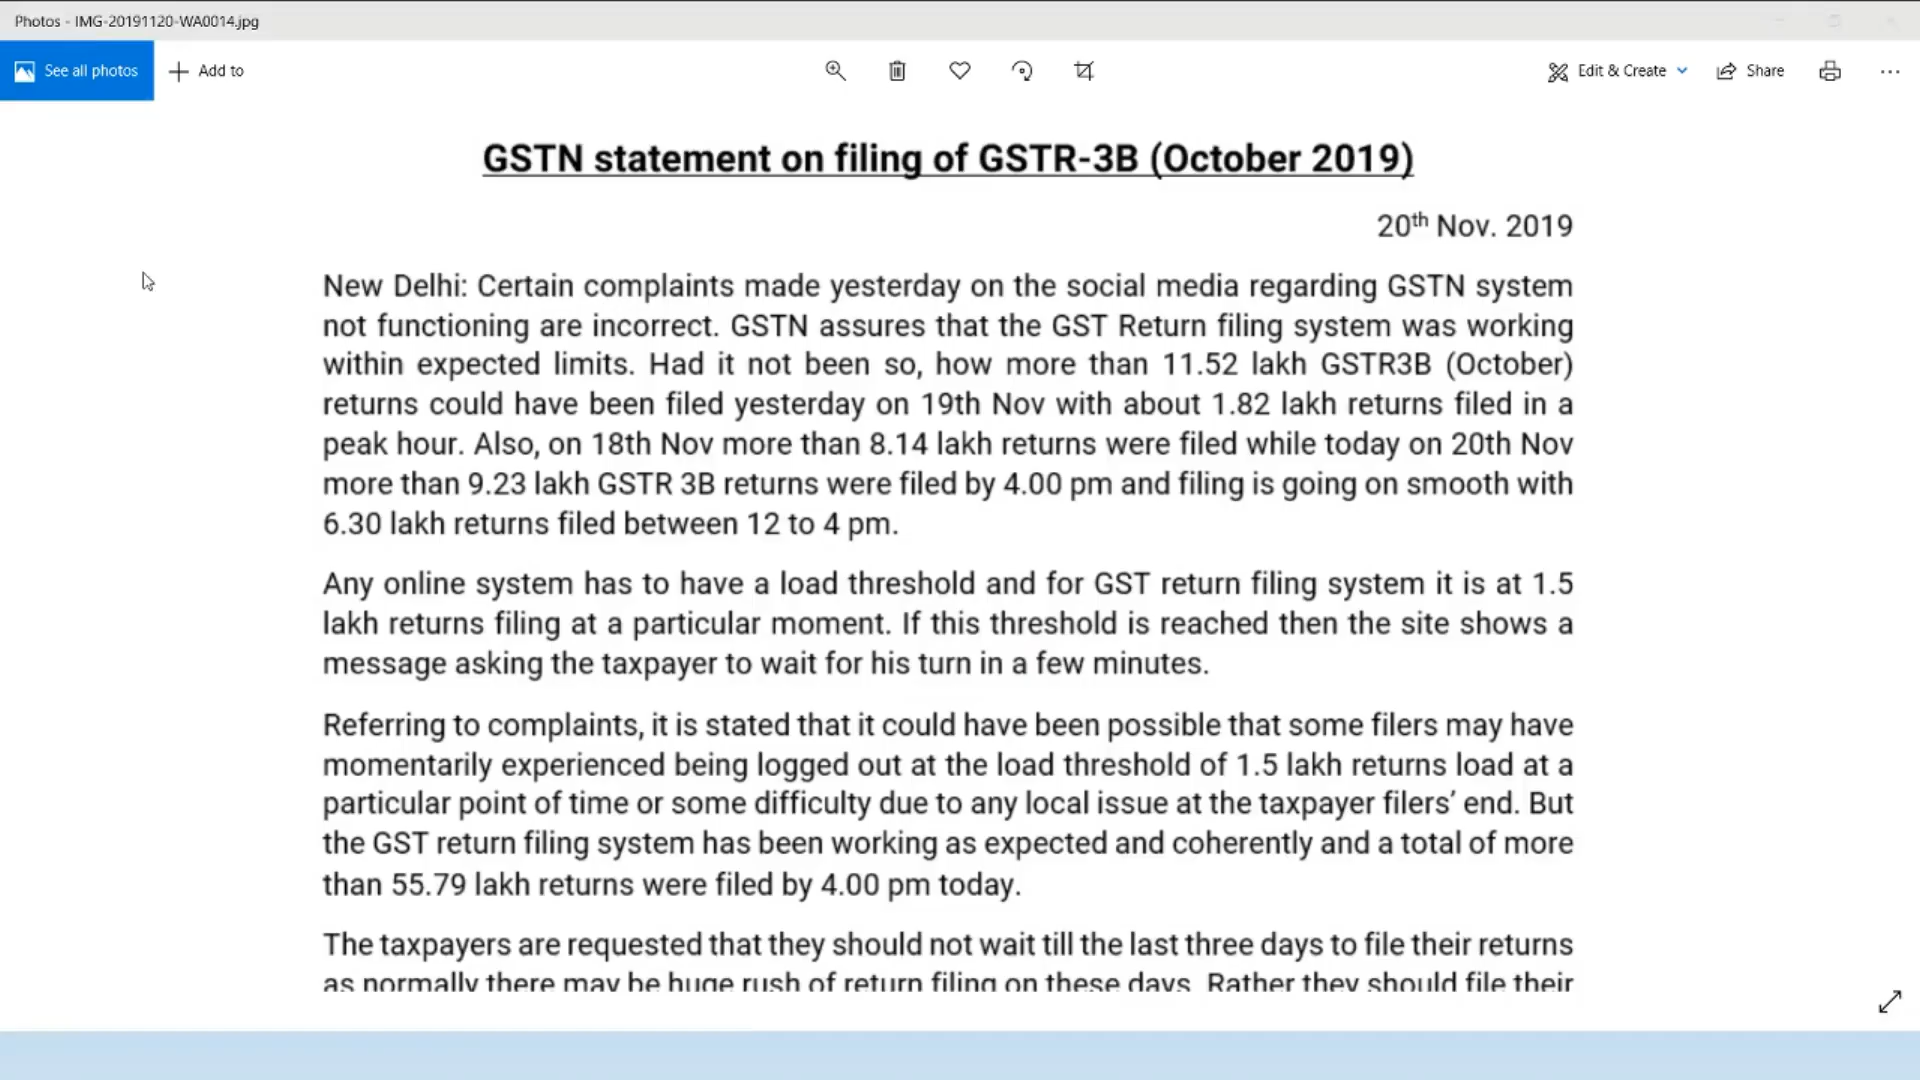 Photos - IMG-20191120-WA0014.jpg
See all photos
Add to
Edit & Create
Share
GSTN statement on filing of GSTR-3B (October 2019)
20th Nov. 2019
New Delhi: Certain complaints made yesterday on the social media regarding GSTN system
not functioning are incorrect. GSTN assures that the GST Return filing system was working
within expected limits. Had it not been so, how more than 11.52 lakh GSTR3B (October)
returns could have been filed yesterday on 19th Nov with about 1.82 lakh returns filed in a
peak hour. Also, on 18th Nov more than 8.14 lakh returns were filed while today on 20th Nov
more than 9.23 lakh GSTR 3B returns were filed by 4.00 pm and filing is going on smooth with
6.30 lakh returns filed between 12 to 4 pm.
Any online system has to have a load threshold and for GST return filing system it is at 1.5
lakh returns filing at a particular moment. If this threshold is reached then the site shows a
message asking the taxpayer to wait for his turn in a few minutes.
Referring to complaints, it is stated that it could have been possible that some filers may have
momentarily experienced being logged out at the load threshold of 1.5 lakh returns load at a
particular point of time or some difficulty due to any local issue at the taxpayer filers’ end. But
the GST return filing system has been working as expected and coherently and a total of more
than 55.79 lakh returns were filed by 4.00 pm today.
The taxpayers are requested that they should not wait till the last three days to file their returns
as normally there may be huge rush of return filing on these days. Rather they should file their